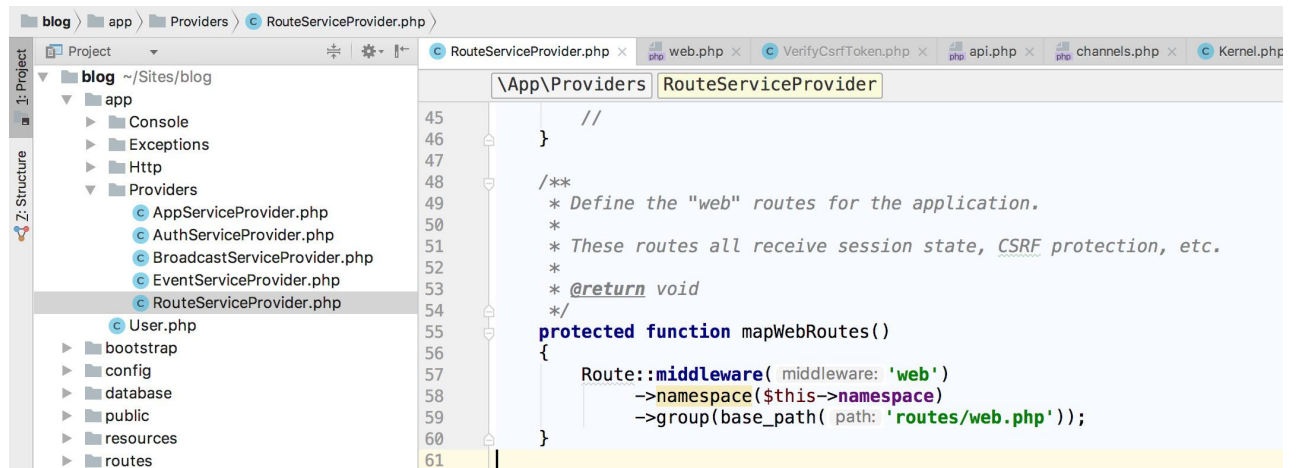 blog app Providers RouteServiceProvider.php
1: Project
Z: Structure
Project
blog ~/Sites/blog
app
Console
Exceptions
Http
Providers
AppServiceProvider.php
AuthServiceProvider.php
BroadcastServiceProvider.php
EventServiceProvider.php
RouteServiceProvider.php
User.php
bootstrap
config
database
public
resources
routes
RouteServiceProvider.php web.php VerifyCsrfToken.php api.php channels.php Kernel.php
\App\Providers RouteServiceProvider
45 //
46 }
47
48 /**
49 * Define the "web" routes for the application.
50 *
51 * These routes all receive session state, CSRF protection, etc.
52 *
53 * @return void
54 */
55 protected function mapWebRoutes()
56 {
57 Route::middleware( middleware: 'web')
58 ->namespace($this->namespace)
59 ->group(base_path( path: 'routes/web.php'));
60 }
61